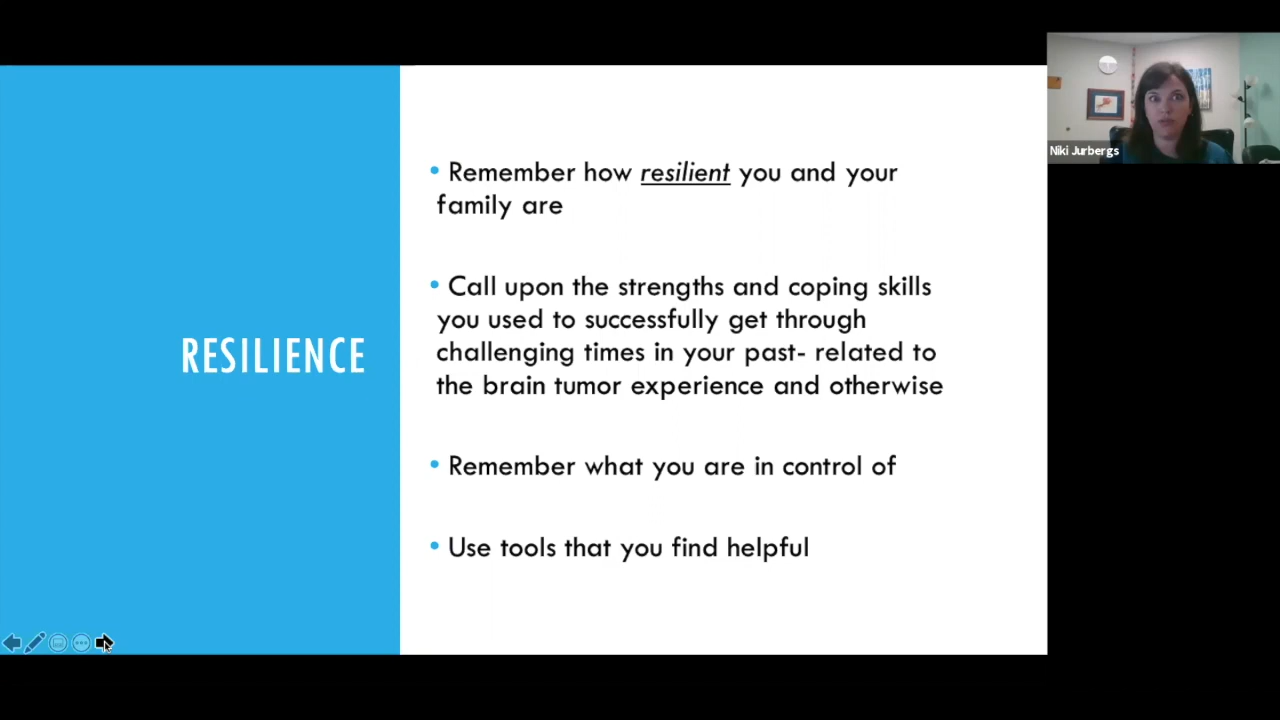 RESILIENCE
• Remember how resilient you and your
family are
• Call upon the strengths and coping skills
you used to successfully get through
challenging times in your past- related to
the brain tumor experience and otherwise
• Remember what you are in control of
• Use tools that you find helpful
Niki Jurbergs